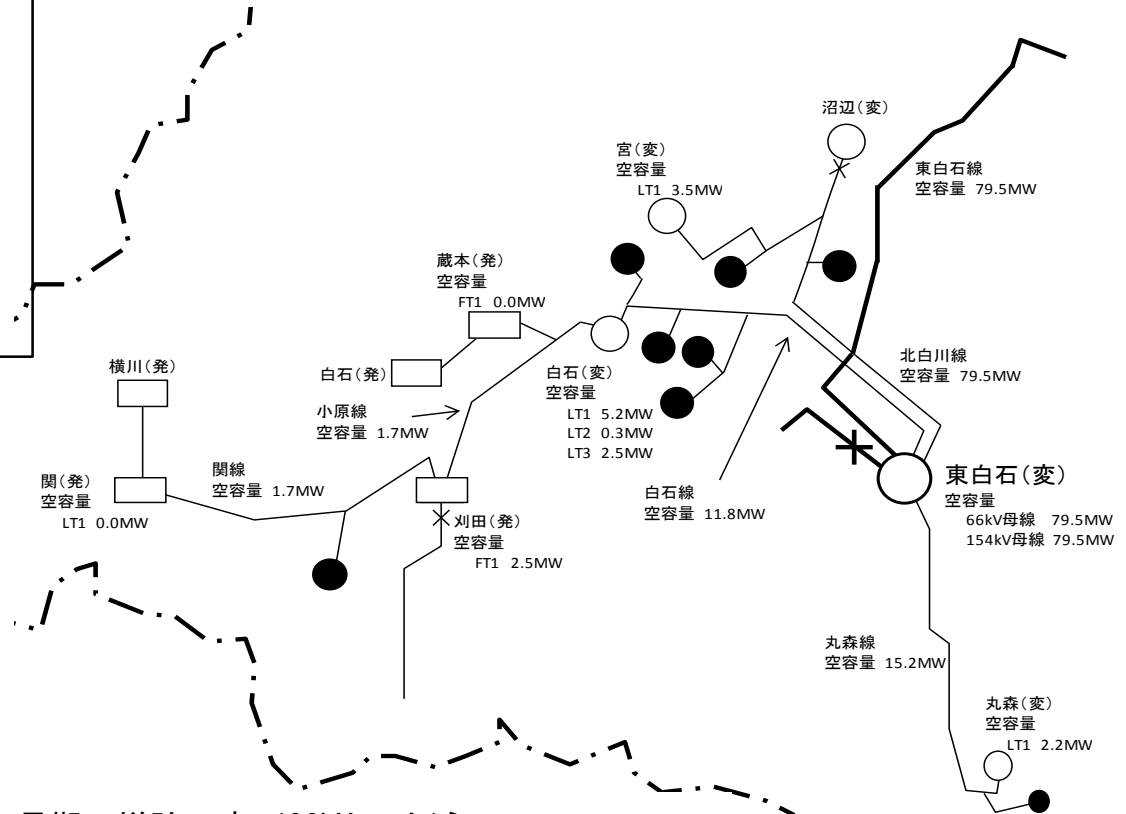 沼辺（変）
宮（変）
空容量
LT1 3.5MW
東白石線
空容量 79.5MW
蔵本（発）
空容量
FT1 0.0MW
横川（発）
白石（発）
白石（変）
空容量
LT1 5.2MW
LT2 0.3MW
LT3 2.5MW
北白川線
空容量 79.5MW
小原線
空容量 1.7MW
関（発）
空容量
LT1 0.0MW
関線
空容量 1.7MW
白石線
空容量 11.8MW
東白石（変）
空容量
66kV母線 79.5MW
154kV母線 79.5MW
刈田（発）
空容量
FT1 2.5MW
丸森線
空容量 15.2MW
丸森（変）
空容量
LT1 2.2MW